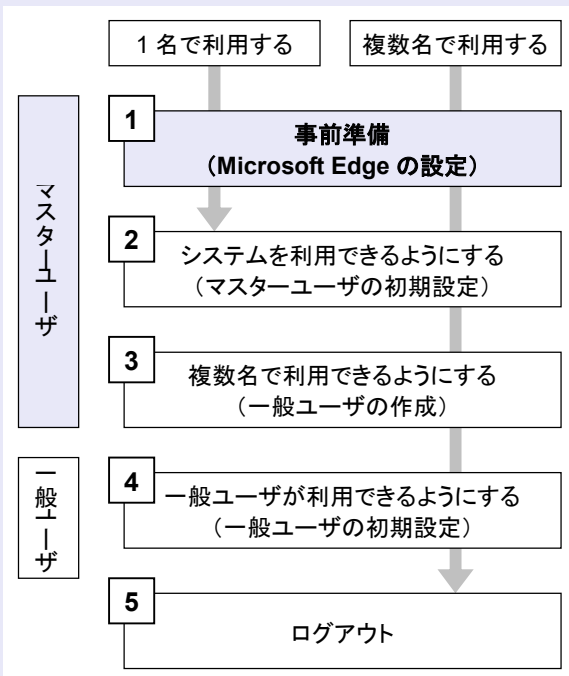 1 名で利用する
複数名で利用する
マスターユーザ
1
事前準備
（Microsoft Edge の設定）
2
システムを利用できるようにする
（マスターユーザの初期設定）
3
複数名で利用できるようにする
（一般ユーザの作成）
一般ユーザ
4
一般ユーザが利用できるようにする
（一般ユーザの初期設定）
5
ログアウト